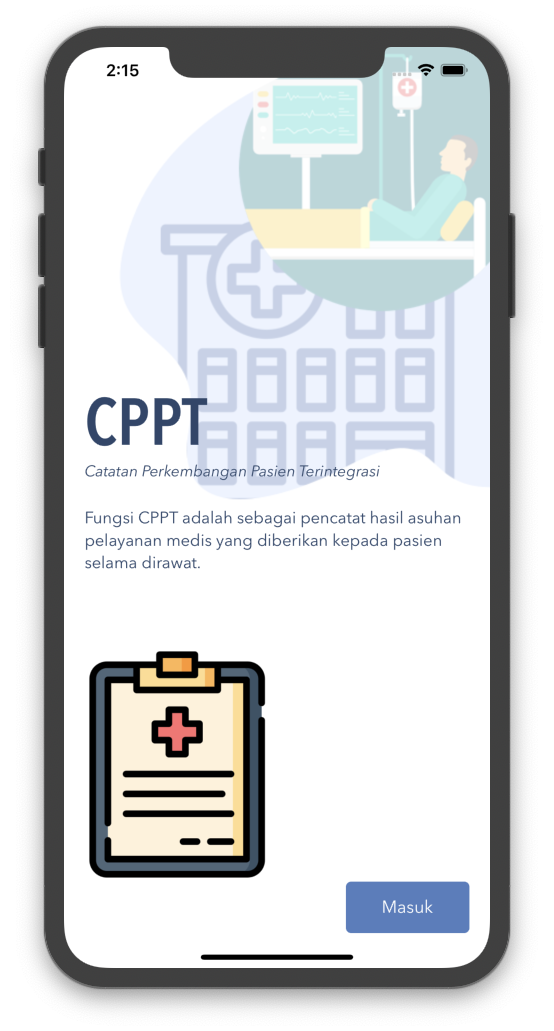 2:15
CPPT
Catatan Perkembangan Pasien Terintegrasi
Fungsi CPPT adalah sebagai pencatat hasil asuhan
pelayanan medis yang diberikan kepada pasien
selama dirawat.
Masuk